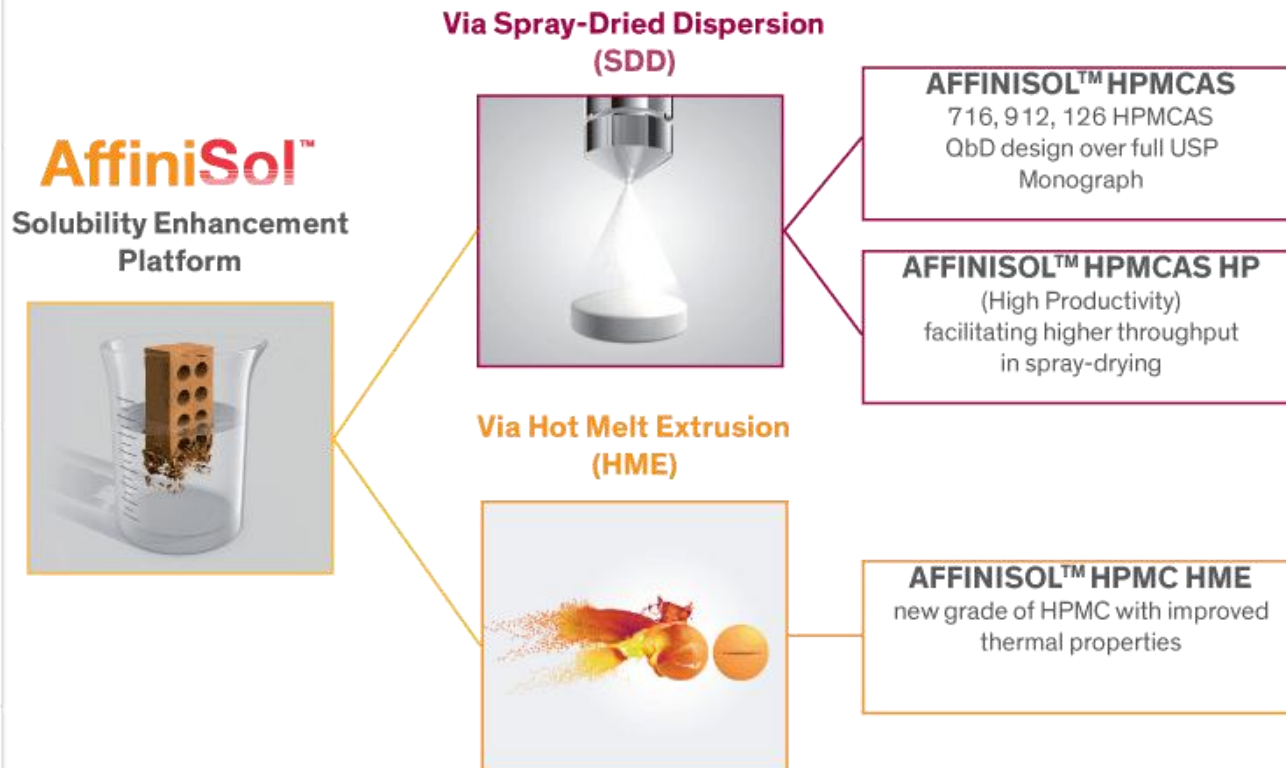 AffiniSol™
Solubility Enhancement
Platform
Via Spray-Dried Dispersion
(SDD)
AFFINISOL™ HPMCAS
716, 912, 126 HPMCAS
QbD design over full USP
Monograph
AFFINISOL™ HPMCAS HP
(High Productivity)
facilitating higher throughput
in spray-drying
Via Hot Melt Extrusion
(HME)
AFFINISOL™ HPMC HME
new grade of HPMC with improved
thermal properties